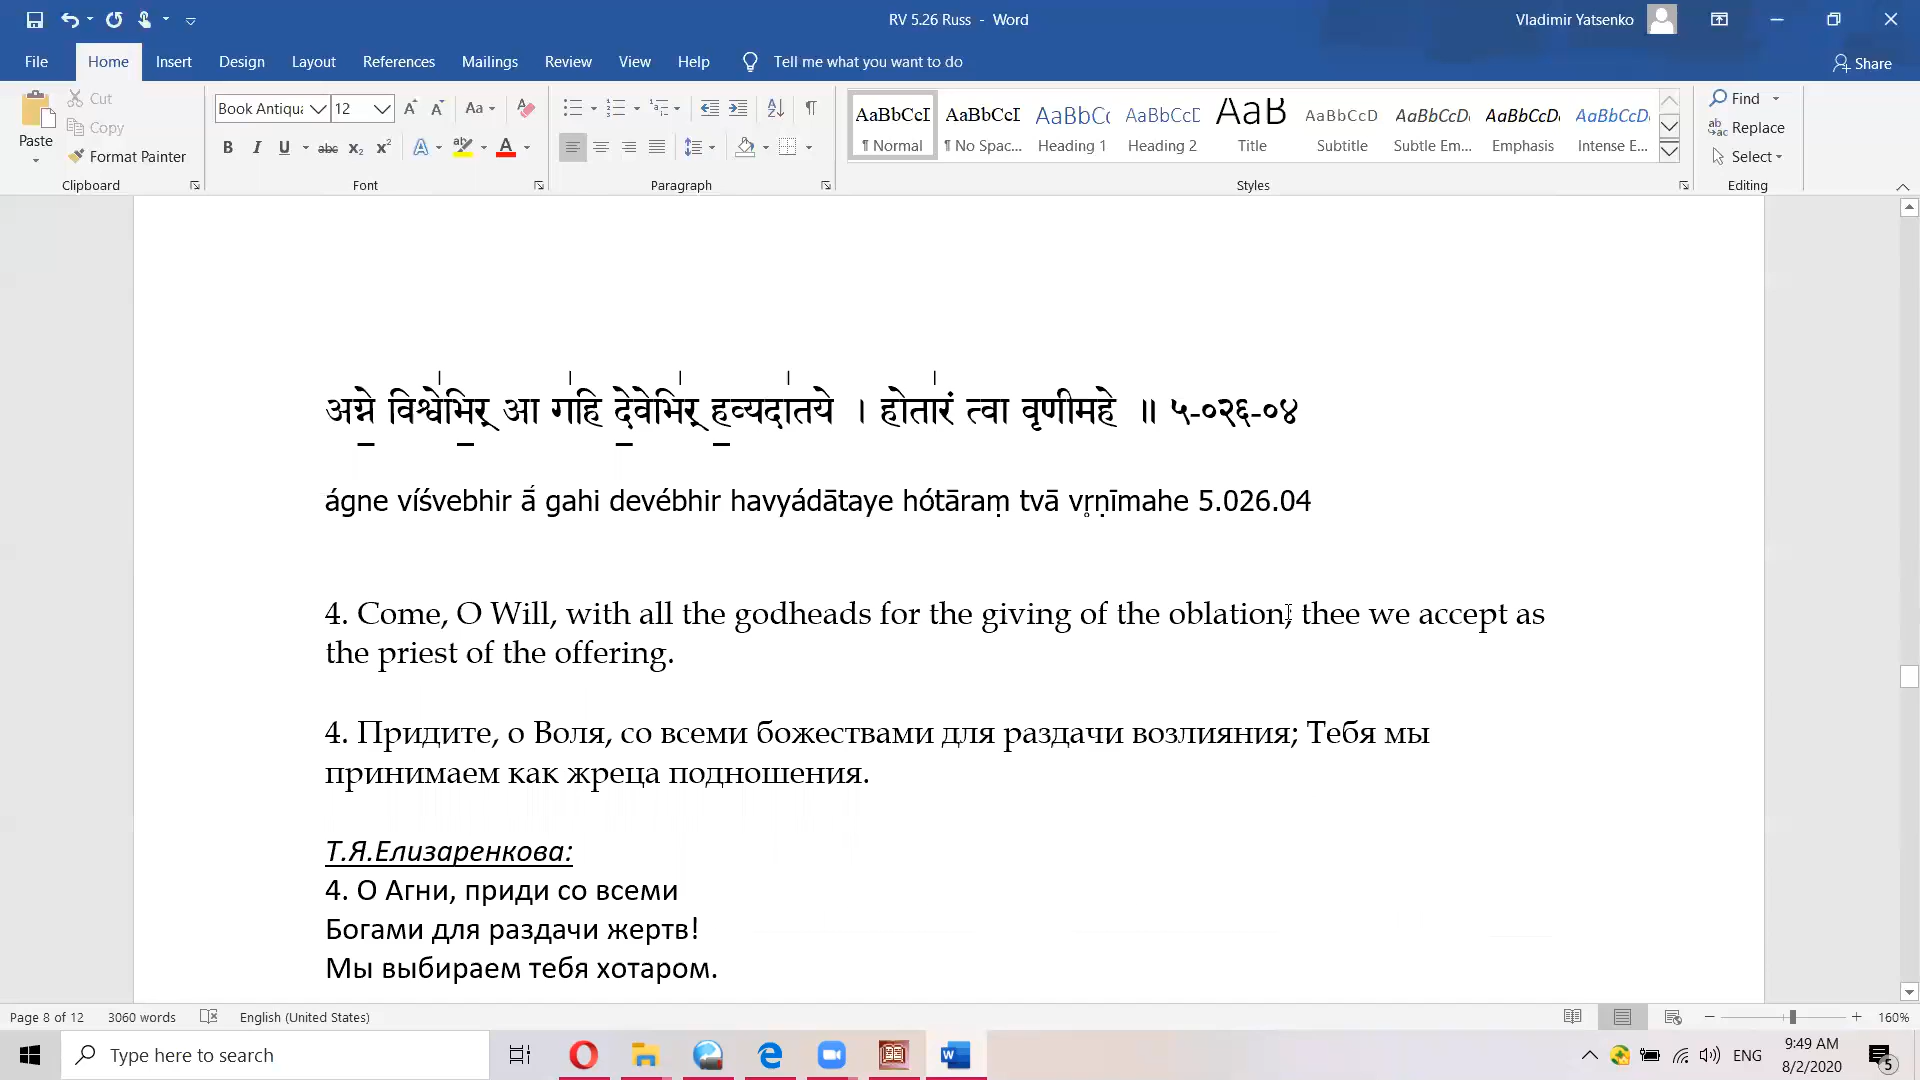 RV 5.26 Russ - Word
Vladimir Yatsenko
File Home Insert Design Layout References Mailings Review View Help Tell me what you want to do Share
Paste
Cut
Copy
Format Painter
Clipboard
Book Antiqua 12
Font
Paragraph
AaBbCcI AaBbCcI AaBbCc AaBbCcD AaB AaBbCcD AaBbCcD AaBbCcD AaBbCcD
¶ Normal ¶ No Spac... Heading 1 Heading 2 Title Subtitle Subtle Em... Emphasis Intense E...
Styles
Find
Replace
Select
Editing
अग्ने॒ विश्वे॑भि॒र् आ ग॑हि दे॒वेभि॑र् ह॒व्यदा॑तये । होता॑रं त्वा वृणीमहे ॥ ५-०२६-०४
ágne víśvebhir ā́ gahi devébhir havyádātaye hótāraṃ tvā vr̥ṇīmahe 5.026.04
4. Come, O Will, with all the godheads for the giving of the oblation; thee we accept as
the priest of the offering.
4. Придите, о Воля, со всеми божествами для раздачи возлияния; Тебя мы
принимаем как жреца подношения.
Т.Я.Елизаренкова:
4. О Агни, приди со всеми
Богами для раздачи жертв!
Мы выбираем тебя хотаром.
Page 8 of 12 3060 words English (United States) 160%
Type here to search
ENG
9:49 AM
8/2/2020
5